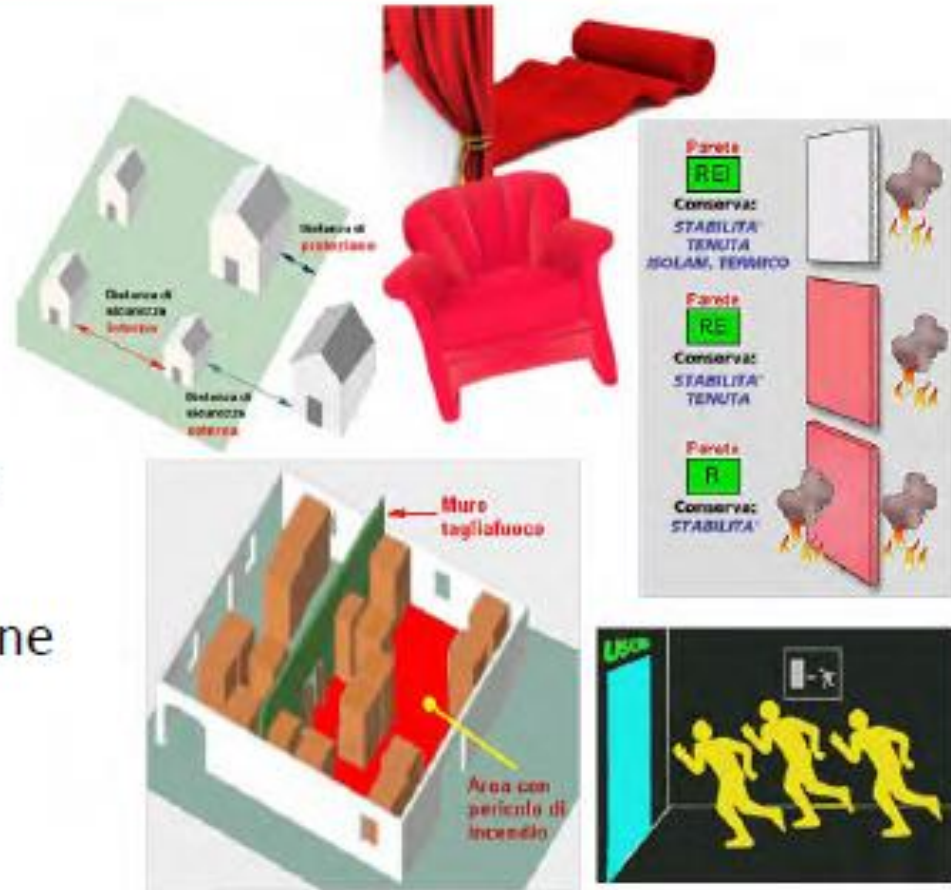 Distanza di
protezione
Distanza di
sicurezza
interna
Distanza di
sicurezza
esterna
Parete
REI
Conserva:
STABILITA'
TENUTA
ISOLAM. TERMICO
Parete
RE
Conserva:
STABILITA'
TENUTA
Parete
R
Conserva:
STABILITA'
ne
Muro
tagliafuoco
Area con
pericolo di
incendio